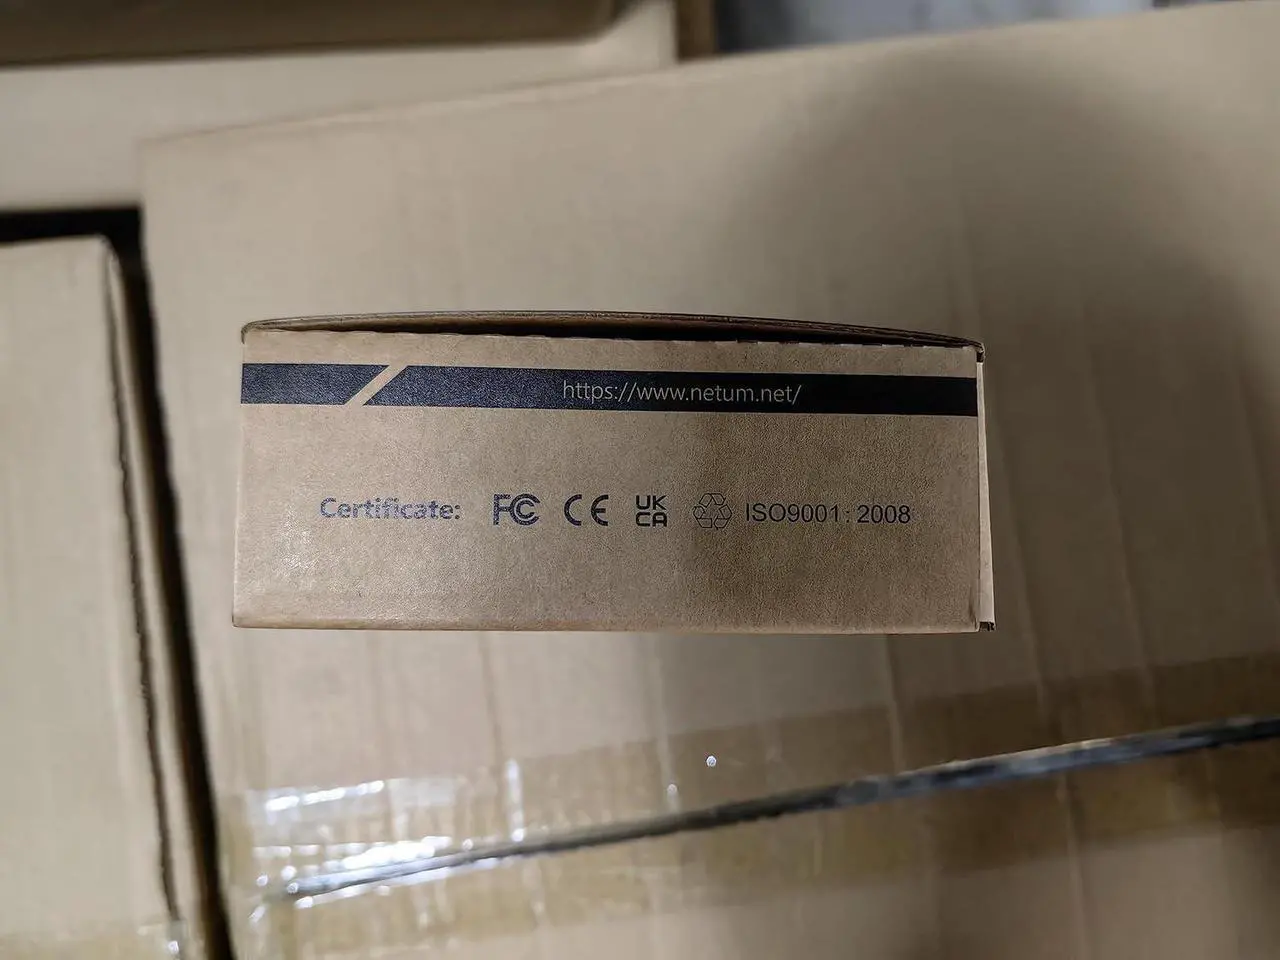 https://www.netum.net/
Certificate: FC CE UK CA ISO9001: 2008